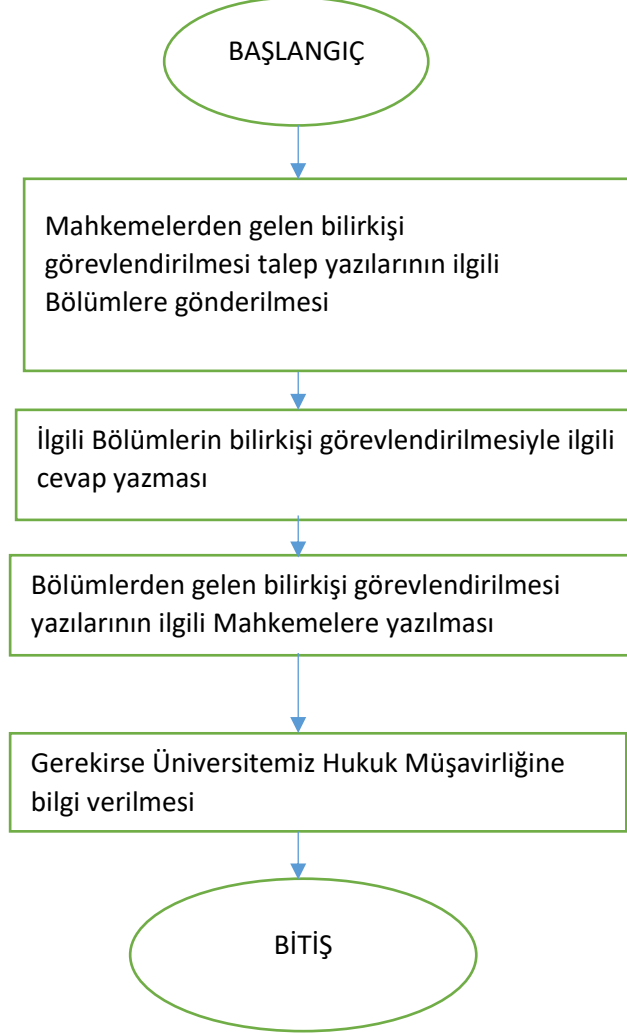 BAŞLANGIÇ
Mahkemelerden gelen bilirkişi
görevlendirilmesi talep yazılarının ilgili
Bölümlere gönderilmesi
İlgili Bölümlerin bilirkişi görevlendirilmesiyle ilgili
cevap yazması
Bölümlerden gelen bilirkişi görevlendirilmesi
yazılarının ilgili Mahkemelere yazılması
Gerekirse Üniversitemiz Hukuk Müşavirliğine
bilgi verilmesi
BİTİŞ